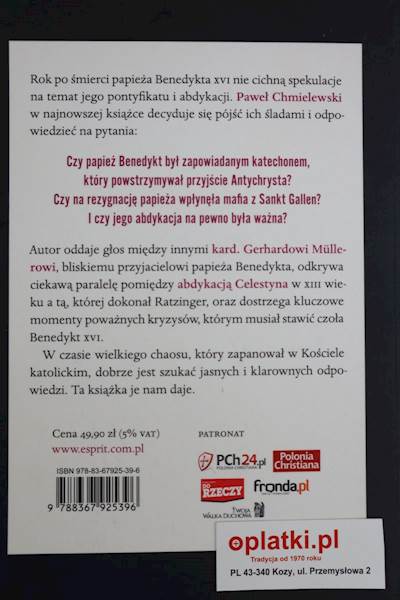 Rok po śmierci papieża Benedykta XVI nie cichną spekulacje
na temat jego pontyfikatu i abdykacji. Paweł Chmielewski
w najnowszej książce decyduje się pójść ich śladami i odpo-
wiedzieć na pytania:
Czy papież Benedykt był zapowiadanym katechonem,
który powstrzymywał przyjście Antychrysta?
Czy na rezygnację papieża wpłynęła mafia z Sankt Gallen?
I czy jego abdykacja na pewno była ważna?
Autor oddaje głos między innymi kard. Gerhardowi Mülle-
rowi, bliskiemu przyjacielowi papieża Benedykta, odkrywa
ciekawą paralelę pomiędzy abdykacją Celestyna w XIII wie-
ku a tą, której dokonał Ratzinger, oraz dostrzega kluczowe
momenty poważnych kryzysów, którym musiał stawić czoła
Benedykt XVI.
W czasie wielkiego chaosu, który zapanował w Kościele
katolickim, dobrze jest szukać jasnych i klarownych odpo-
wiedzi. Ta książka je nam daje.
Cena 49,90 zł (5% VAT)
www.esprit.com.pl
ISBN 978-83-67925-39-6
9 788367 925396
PATRONAT
PCh24.pl
POLONIA CHRISTIANA
Polonia
Christiana
DO
RZECZY
Fronda.pl
Twoja
Walka Duchowa
oplatki.pl
Tradycja od 1970 roku
PL 43-340 Kozy, ul. Przemysłowa 2